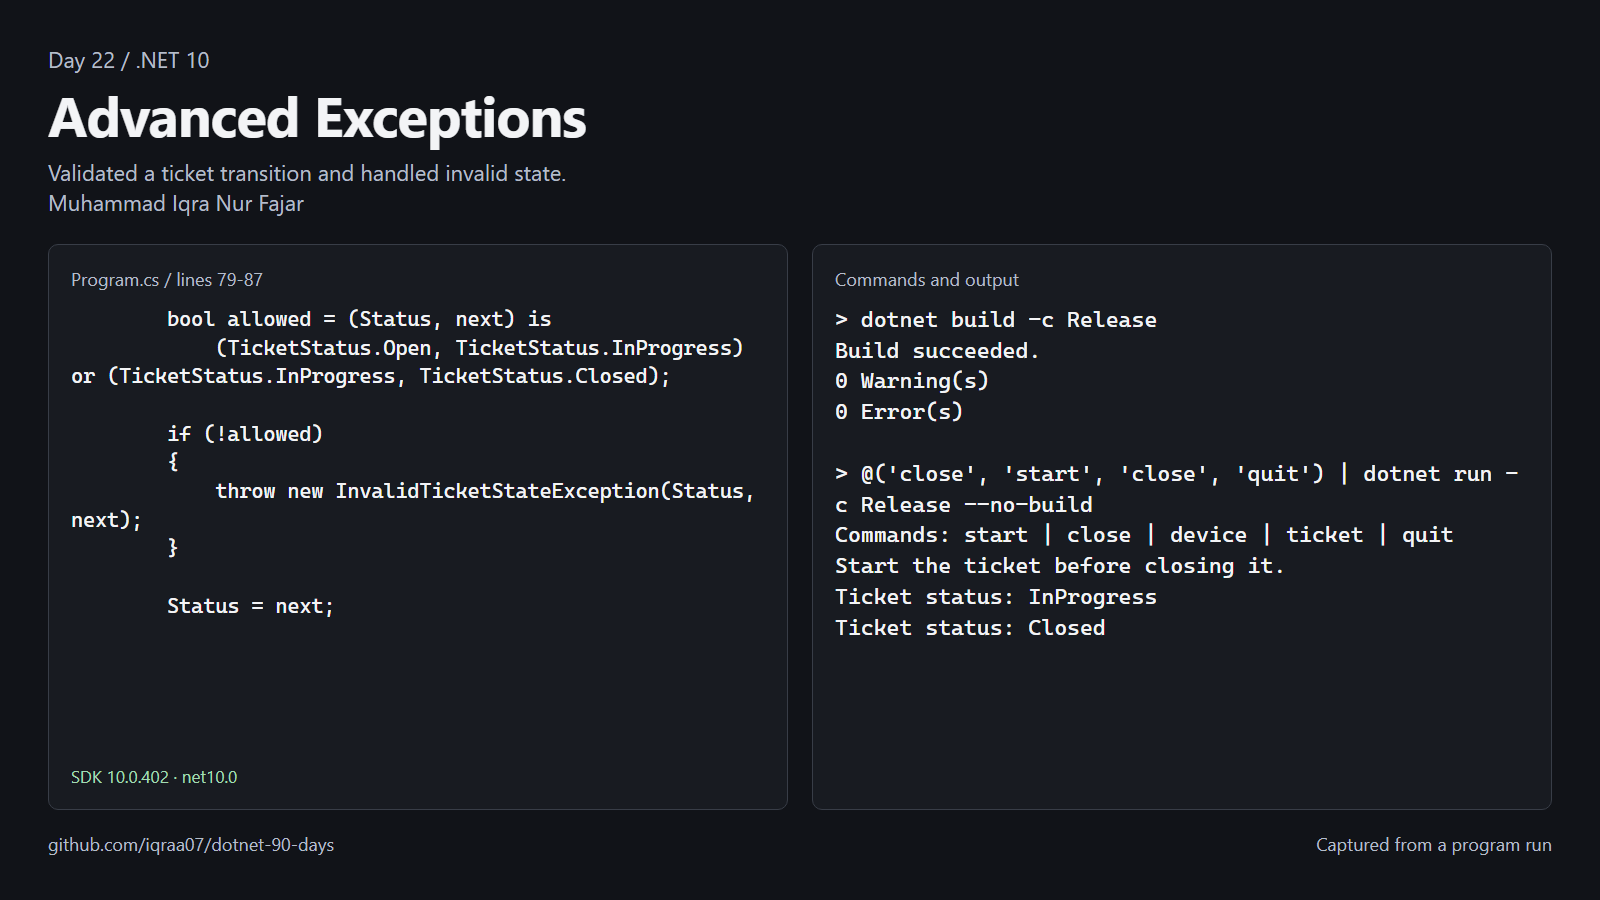 Day 22 / .NET 10
Advanced Exceptions
Validated a ticket transition and handled invalid state.
Muhammad Iqra Nur Fajar
Program.cs / lines 79-87
bool allowed = (Status, next) is
(TicketStatus.Open, TicketStatus.InProgress)
or (TicketStatus.InProgress, TicketStatus.Closed);
if (!allowed)
{
throw new InvalidTicketStateException(Status,
next);
}
Status = next;
SDK 10.0.402 · net10.0
Commands and output
> dotnet build -c Release
Build succeeded.
0 Warning(s)
0 Error(s)
> @('close', 'start', 'close', 'quit') | dotnet run -
c Release --no-build
Commands: start | close | device | ticket | quit
Start the ticket before closing it.
Ticket status: InProgress
Ticket status: Closed
github.com/iqraa07/dotnet-90-days
Captured from a program run